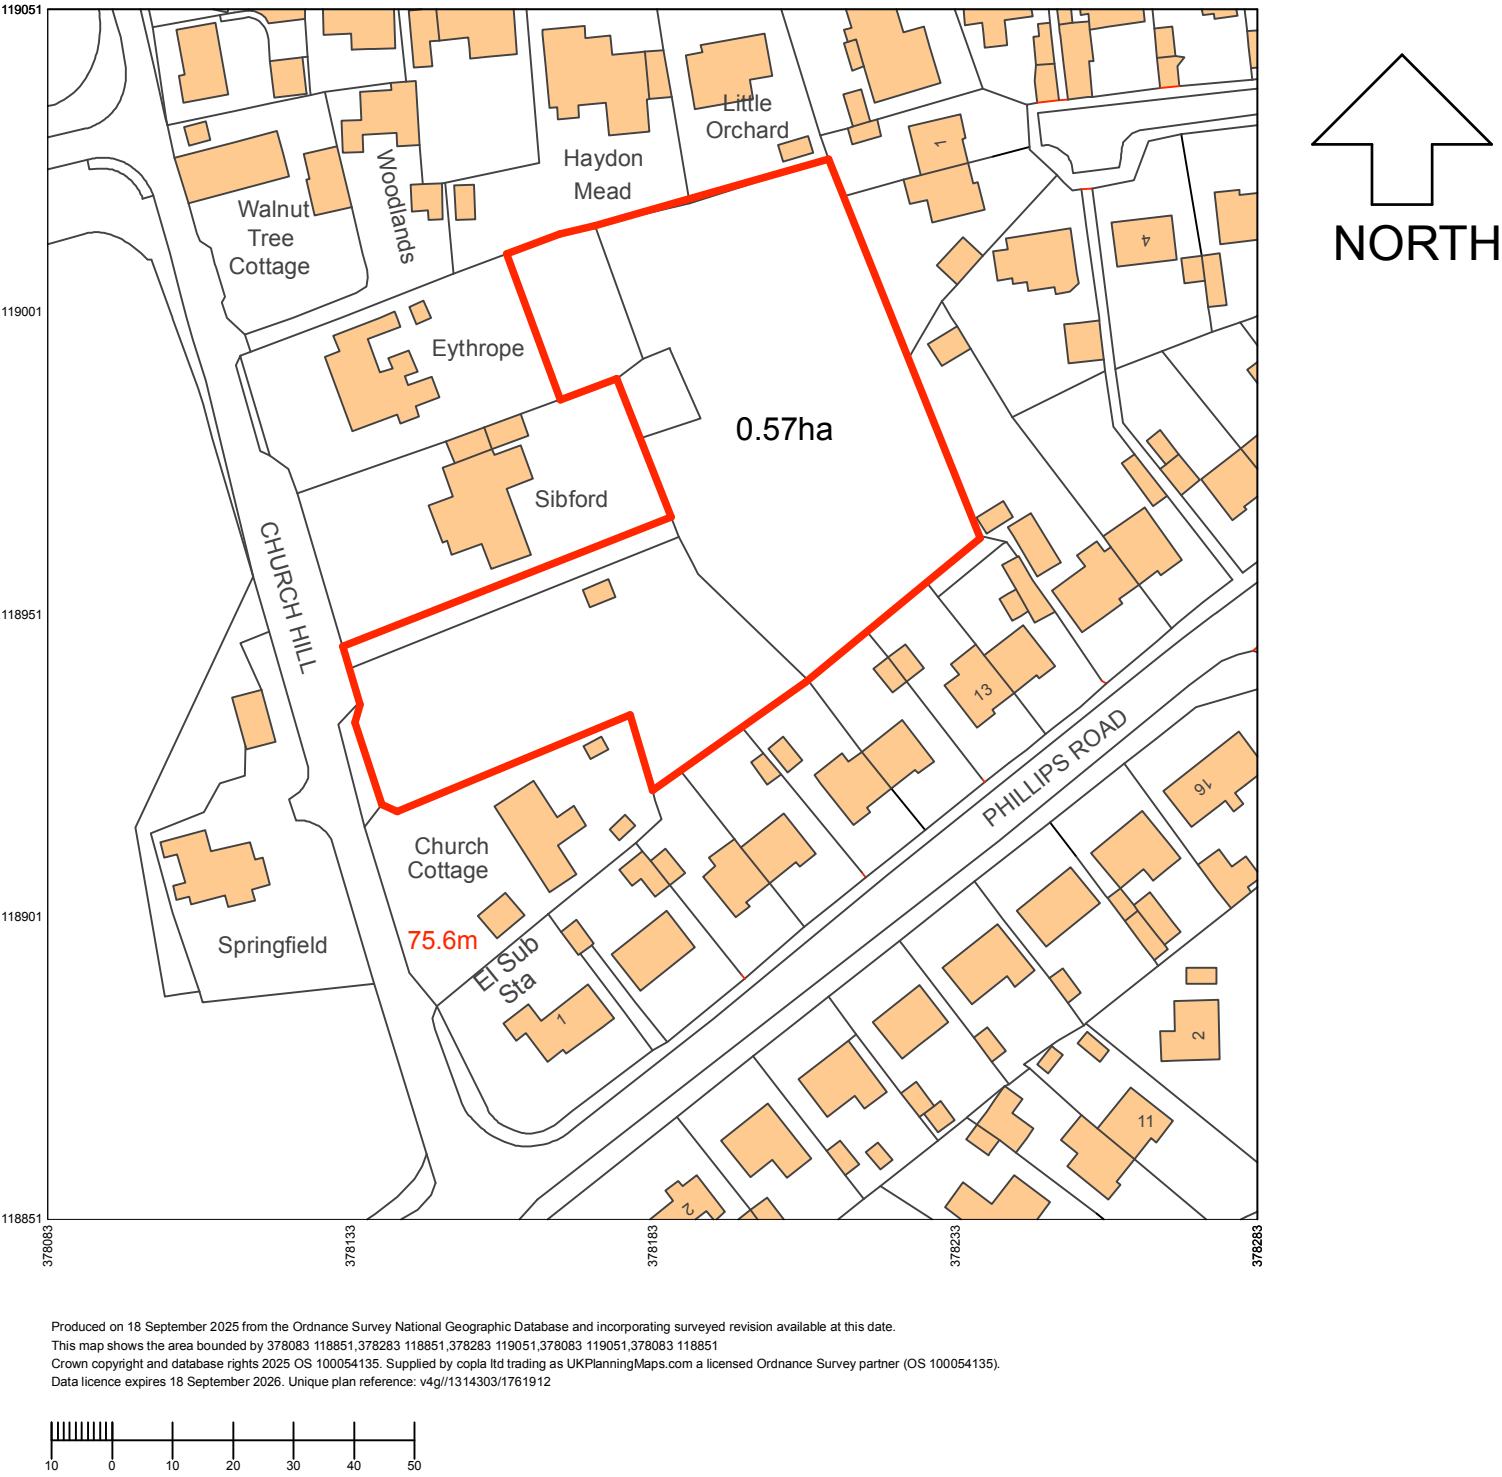 119051
119001
118951
118901
118851
NORTH
Little
Orchard
1
Haydon
Mead
Woodlands
Walnut
Tree
Cottage
4
Eythrope
0.57ha
Sibford
CHURCH HILL
13
PHILLIPS ROAD
16
Church
Cottage
75.6m
Springfield
El Sub
Sta
1
2
11
2
378083
378133
378183
378233
378283
Produced on 18 September 2025 from the Ordnance Survey National Geographic Database and incorporating surveyed revision available at this date.
This map shows the area bounded by 378083 118851,378283 118851,378283 119051,378083 119051,378083 118851
Crown copyright and database rights 2025 OS 100054135. Supplied by copla ltd trading as UKPlanningMaps.com a licensed Ordnance Survey partner (OS 100054135).
Data licence expires 18 September 2026. Unique plan reference: v4g//1314303/1761912
10 0 10 20 30 40 50